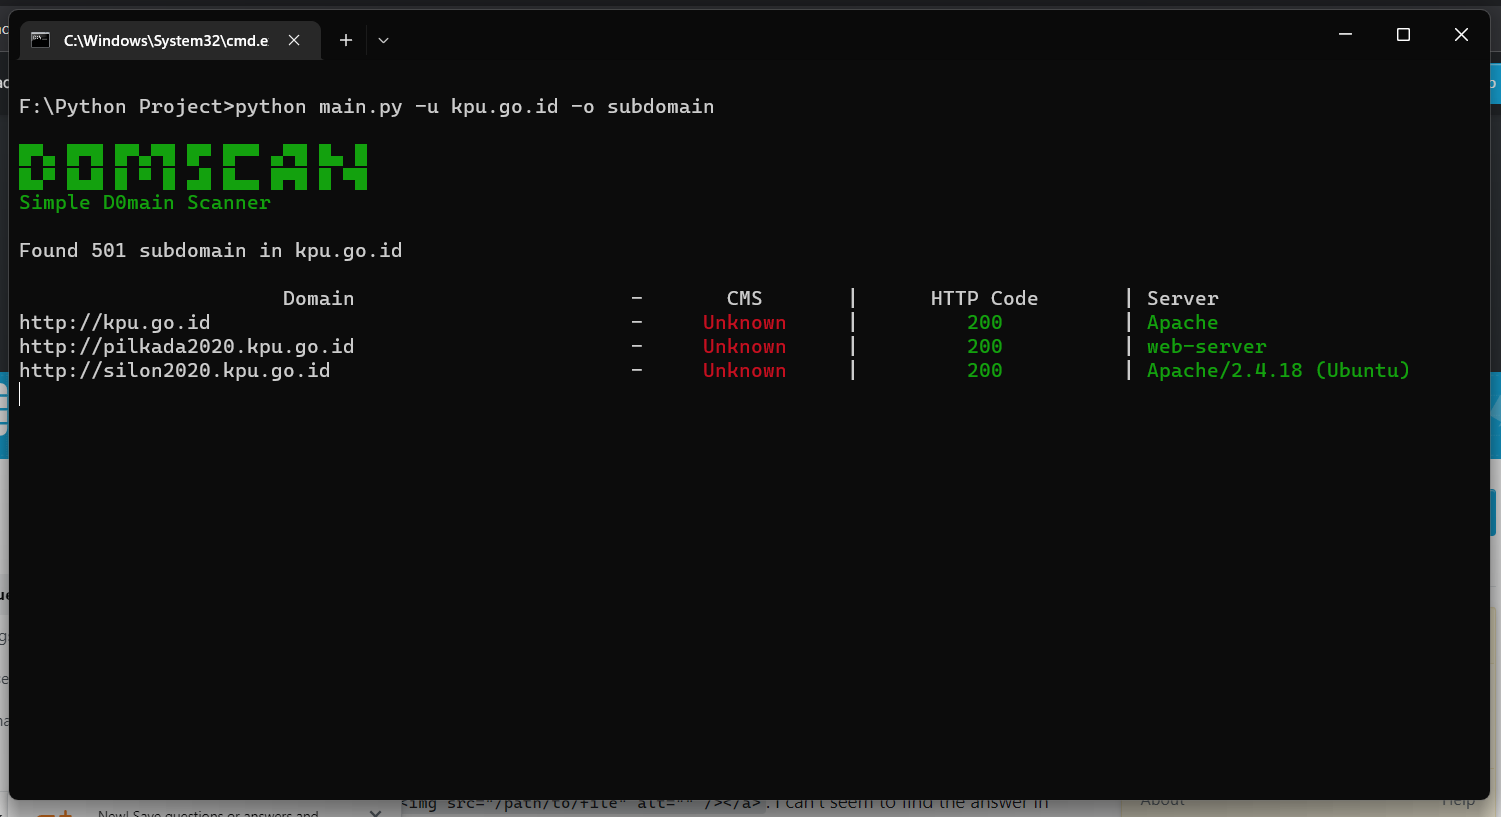 C:\Windows\System32\cmd.e
F:\Python Project>python main.py -u kpu.go.id -o subdomain
D0MSCAN
Simple D0main Scanner
Found 501 subdomain in kpu.go.id
Domain - CMS | HTTP Code | Server
http://kpu.go.id - Unknown | 200 | Apache
http://pilkada2020.kpu.go.id - Unknown | 200 | web-server
http://silon2020.kpu.go.id - Unknown | 200 | Apache/2.4.18 (Ubuntu)
<img src="/path/to/file" alt="" /></a>. I can't seem to find the answer in
About
Help
New! Save questions or answers and